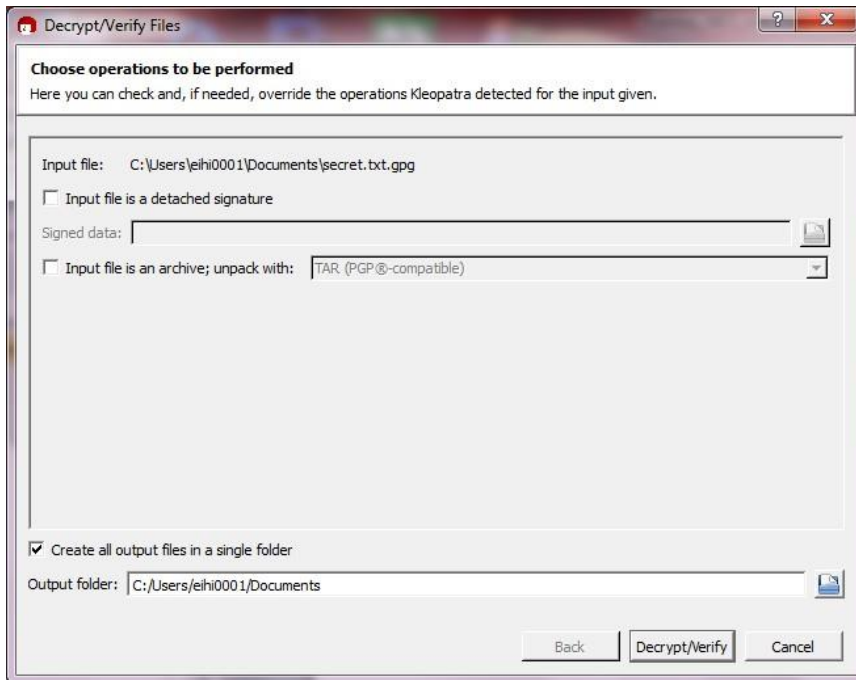 Decrypt/Verify Files
?
X
Choose operations to be performed
Here you can check and, if needed, override the operations Kleopatra detected for the input given.
Input file: C:\Users\eihi0001\Documents\secret.txt.gpg
Input file is a detached signature
Signed data:
Input file is an archive; unpack with: TAR (PGP®-compatible)
Create all output files in a single folder
Output folder: C:/Users/eihi0001/Documents
Back Decrypt/Verify Cancel